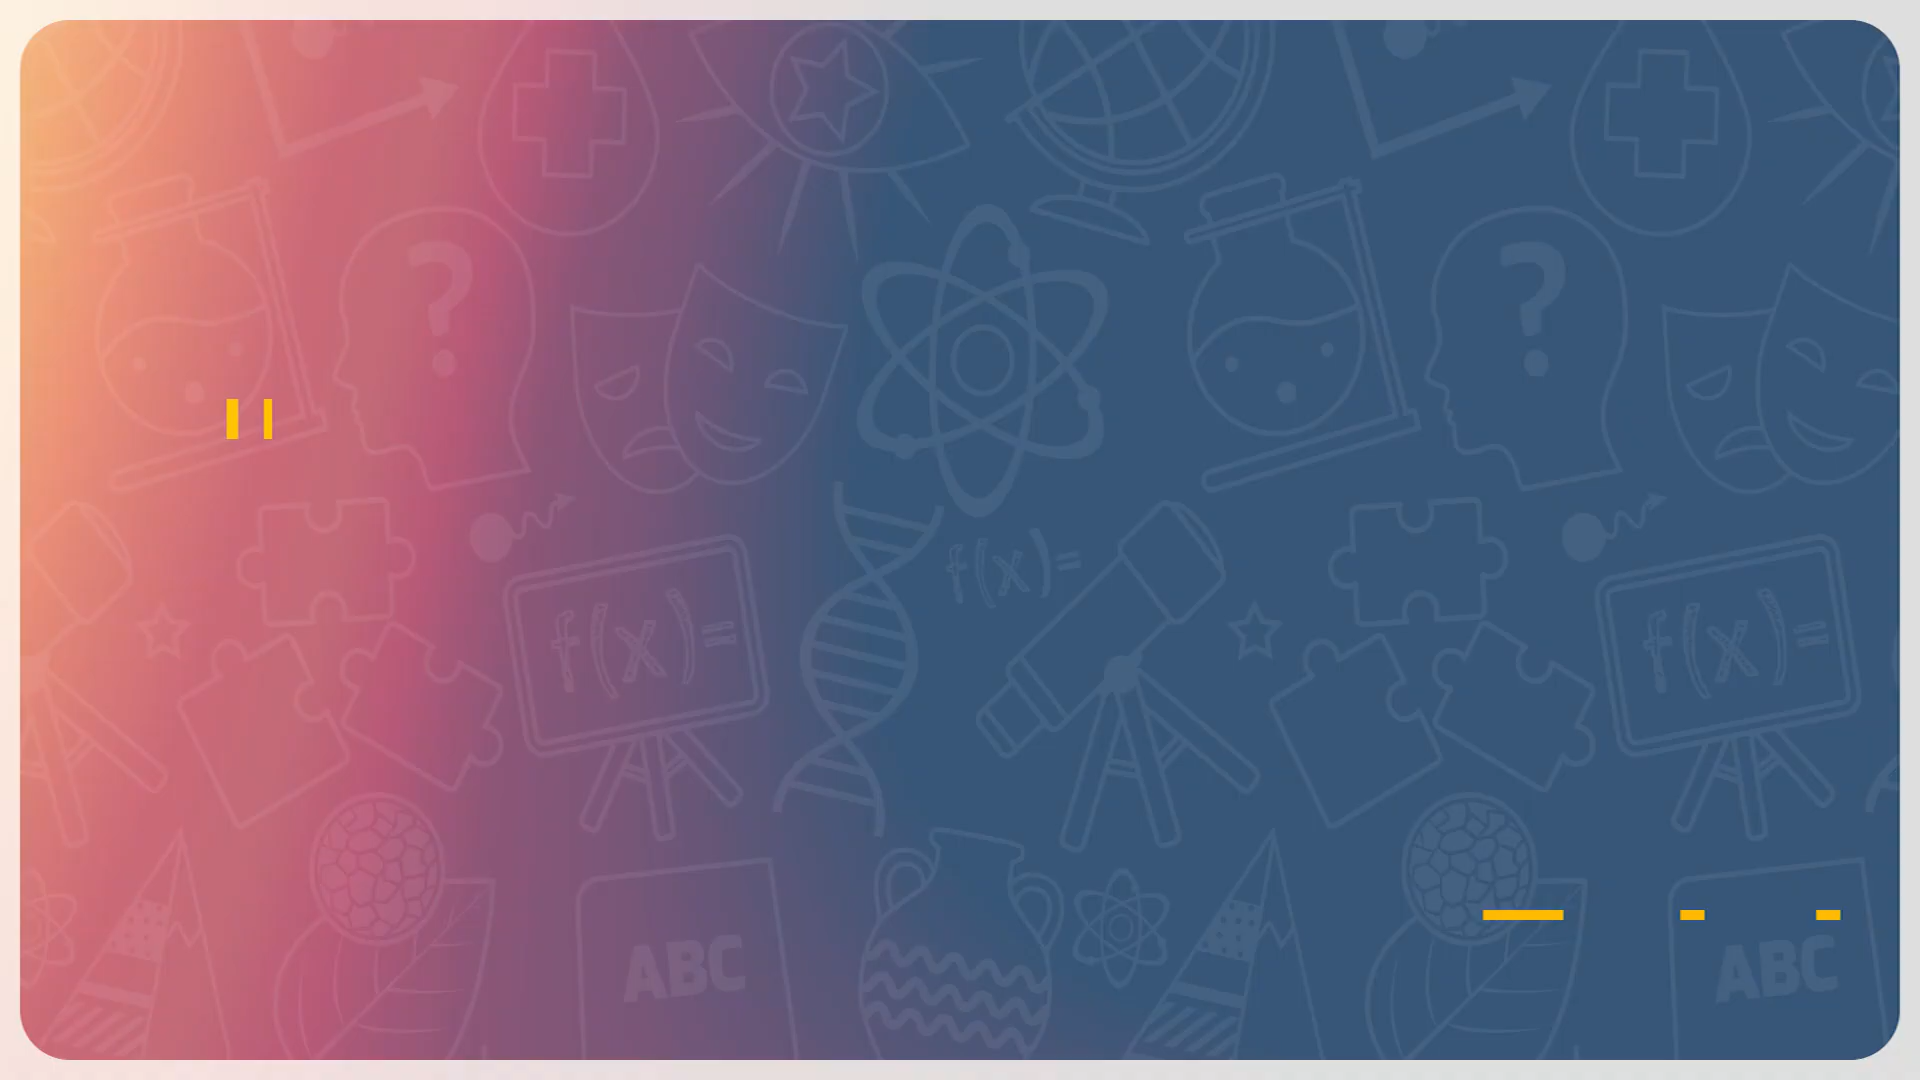 ?
?
f(x)=
f(x)=
f(x)=
ABC
ABC